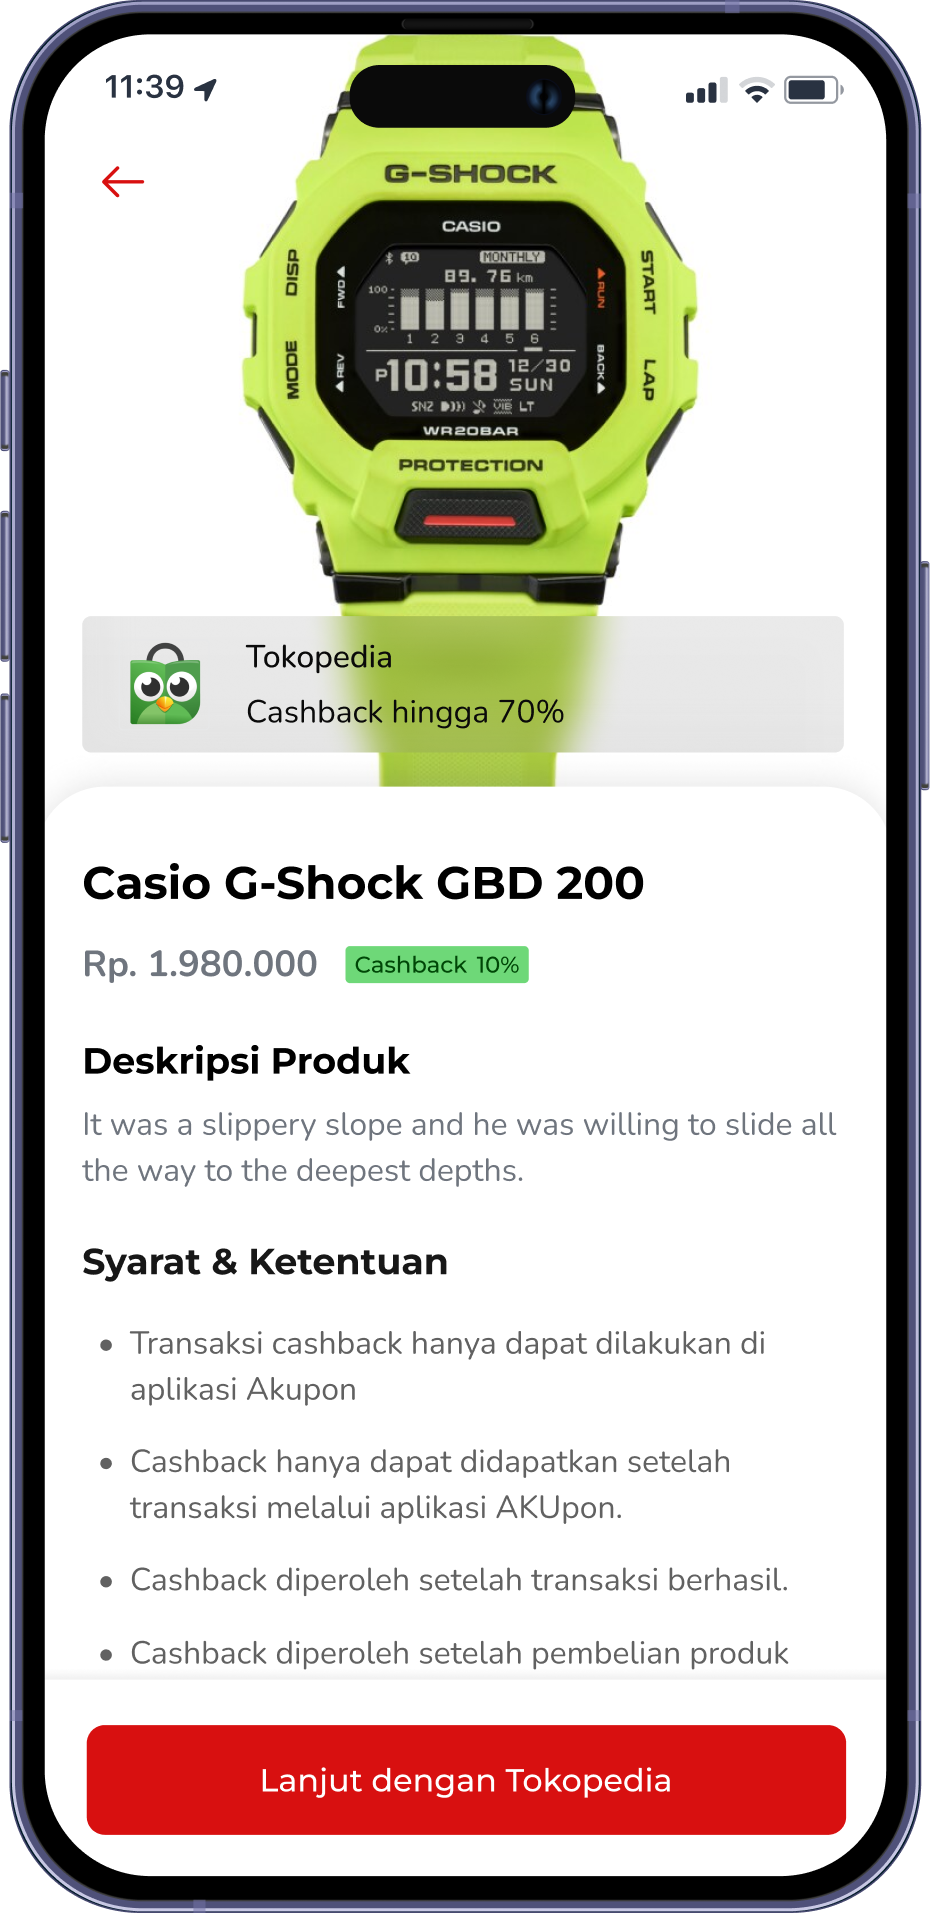 11:39
G-SHOCK
CASIO
DISP
FWD
MONTHLY
89.76 km
100
0%
1 2 3 4 5 6
RUN
START
MODE
REV
P10:58
12/30
SUN
BACK
LAP
SNZ
VIB
LT
WR20BAR
PROTECTION
Tokopedia
Cashback hingga 70%
Casio G-Shock GBD 200
Rp. 1.980.000
Cashback 10%
Deskripsi Produk
It was a slippery slope and he was willing to slide all
the way to the deepest depths.
Syarat & Ketentuan
• Transaksi cashback hanya dapat dilakukan di
aplikasi Akupon
• Cashback hanya dapat didapatkan setelah
transaksi melalui aplikasi AKUpon.
• Cashback diperoleh setelah transaksi berhasil.
• Cashback diperoleh setelah pembelian produk
Lanjut dengan Tokopedia